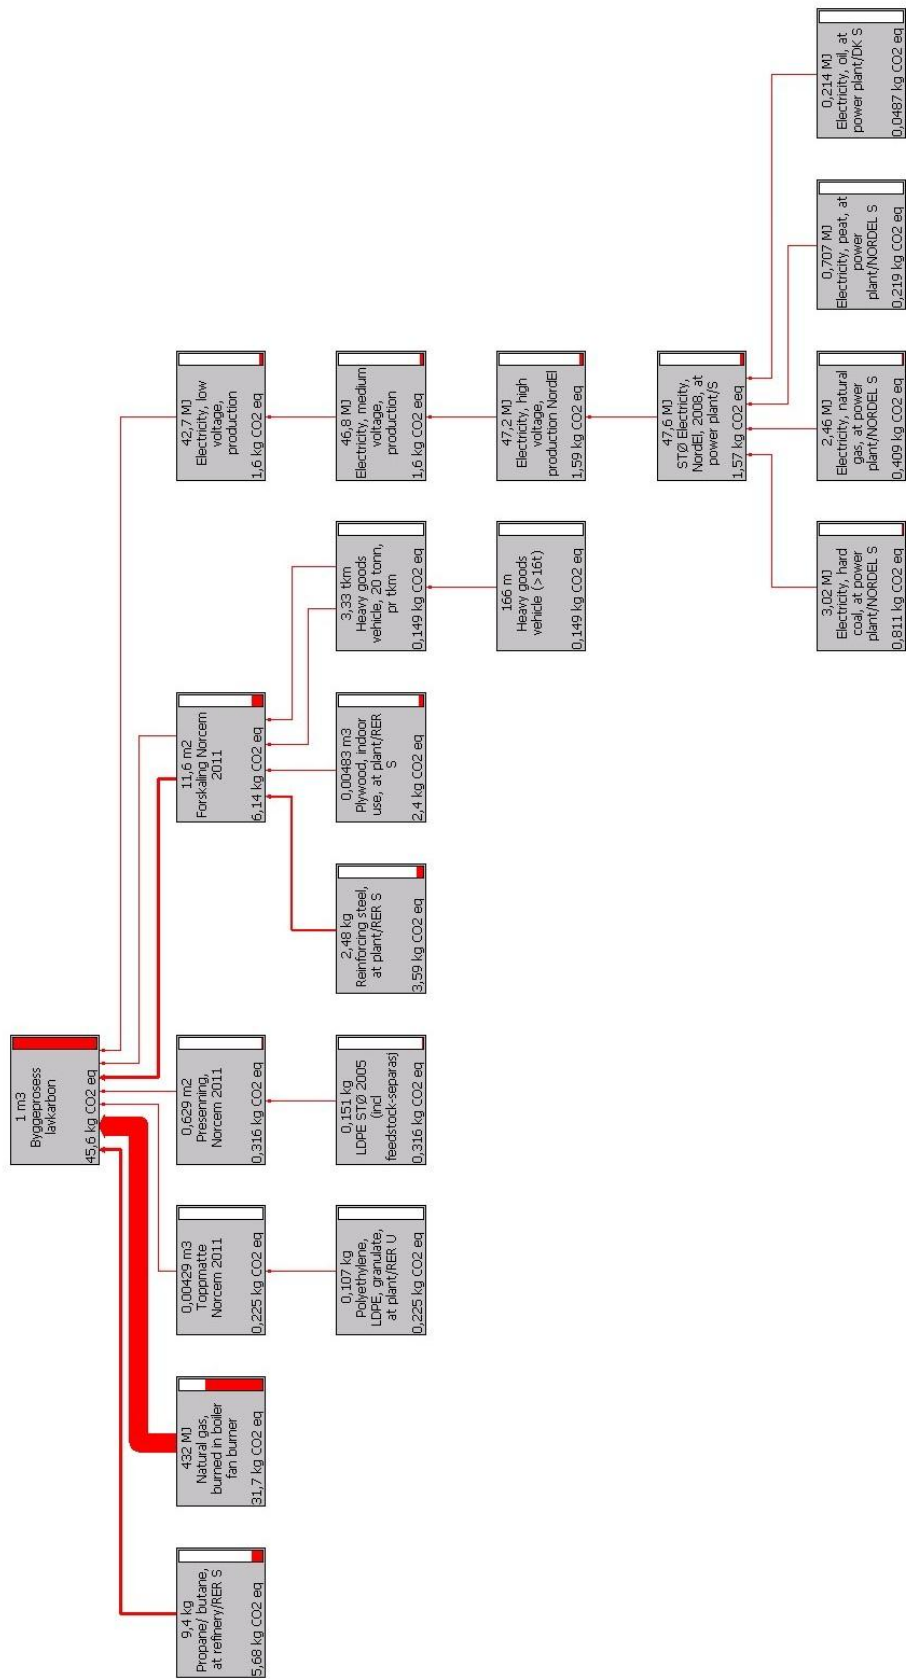 1 m3
Byggeprosess
lavkarbon
45,6 kg CO2 eq
9,4 kg
Propane/ butane,
at refinery/RER S
5,68 kg CO2 eq
432 MJ
Natural gas,
burned in boiler
fan burner
31,7 kg CO2 eq
0,00429 m3
Toppmatte
Norcem 2011
0,225 kg CO2 eq
0,629 m2
Presenning,
Norcem 2011
0,316 kg CO2 eq
11,6 m2
Forskaling Norcem
2011
6,14 kg CO2 eq
42,7 MJ
Electricity, low
voltage,
production
1,6 kg CO2 eq
0,107 kg
Polyethylene,
LDPE, granulate,
at plant/RER U
0,225 kg CO2 eq
0,151 kg
LDPE STØ 2005
(incl
feedstock-separasj
0,316 kg CO2 eq
2,48 kg
Reinforcing steel,
at plant/RER S
3,59 kg CO2 eq
0,00483 m3
Plywood, indoor
use, at plant/RER
S
2,4 kg CO2 eq
3,33 tkm
Heavy goods
vehicle, 20 tonn,
pr tkm
0,149 kg CO2 eq
46,8 MJ
Electricity, medium
voltage,
production
1,6 kg CO2 eq
166 m
Heavy goods
vehicle (>16t)
0,149 kg CO2 eq
47,2 MJ
Electricity, high
voltage,
production NordEl
1,59 kg CO2 eq
47,6 MJ
STØ Electricity,
NordEl, 2008, at
power plant/S
1,57 kg CO2 eq
3,02 MJ
Electricity, hard
coal, at power
plant/NORDEL S
0,811 kg CO2 eq
2,46 MJ
Electricity, natural
gas, at power
plant/NORDEL S
0,409 kg CO2 eq
0,707 MJ
Electricity, peat, at
power
plant/NORDEL S
0,219 kg CO2 eq
0,214 MJ
Electricity, oil, at
power plant/DK S
0,0487 kg CO2 eq